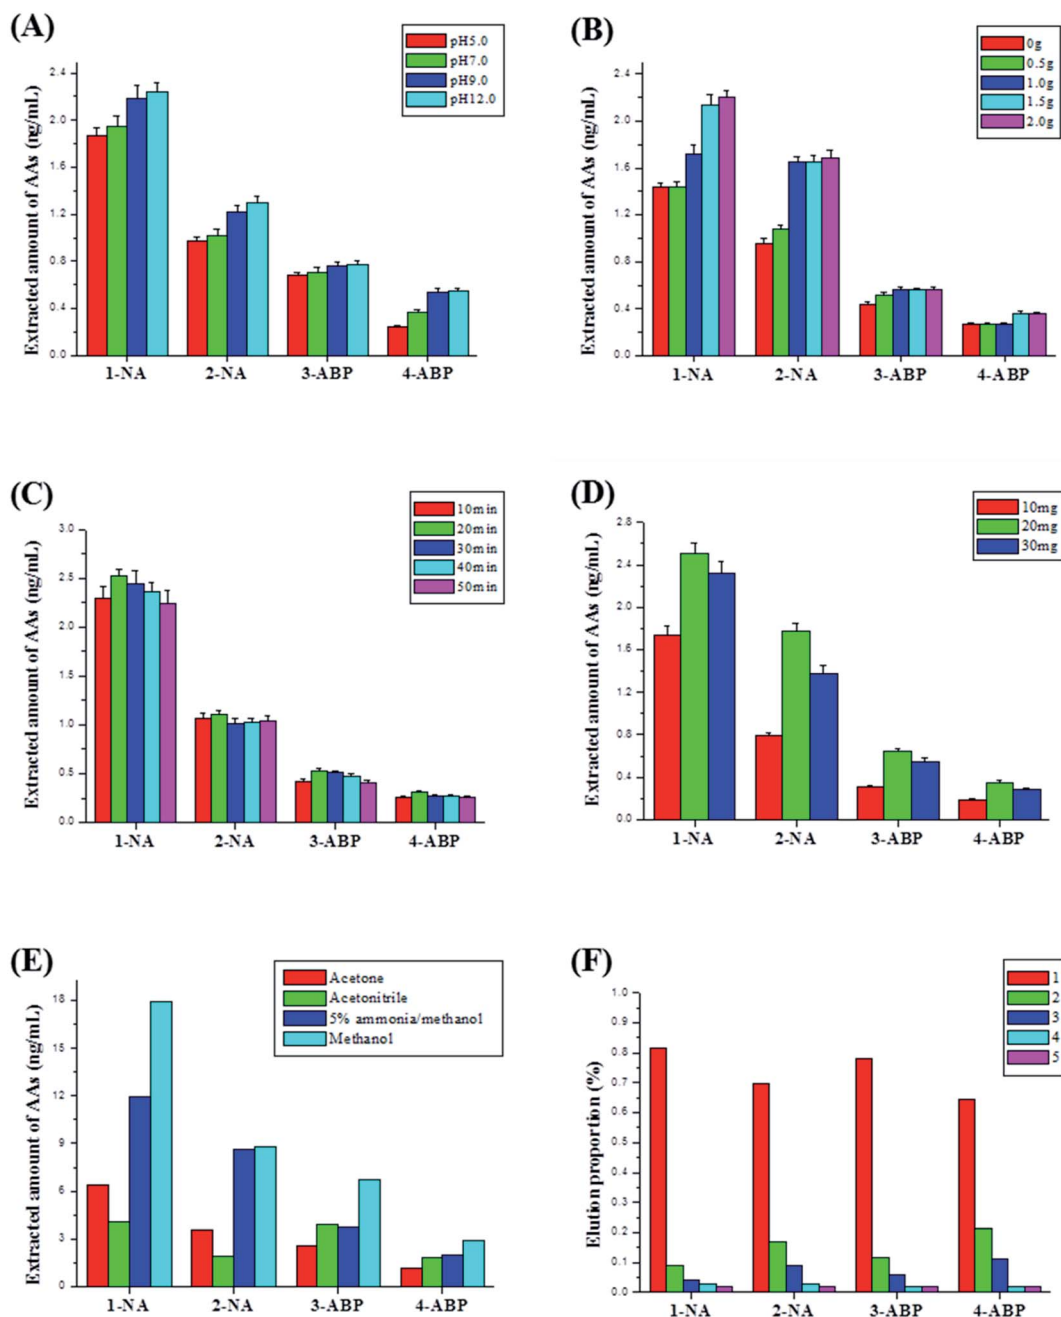 (A)
pH5.0
pH7.0
pH9.0
pH12.0
Extracted amount of AAs (ng/mL)
2.4
2.0
1.6
1.2
0.8
0.4
0.0
1-NA 2-NA 3-ABP 4-ABP
(B)
0g
0.5g
1.0g
1.5g
2.0g
Extracted amount of AAs (ng/mL)
2.4
2.0
1.6
1.2
0.8
0.4
0.0
1-NA 2-NA 3-ABP 4-ABP
(C)
10min
20min
30min
40min
50min
Extracted amount of AAs (ng/mL)
3.0
2.5
2.0
1.5
1.0
0.5
0.0
1-NA 2-NA 3-ABP 4-ABP
(D)
10mg
20mg
30mg
Extracted amount of AAs (ng/mL)
2.8
2.4
2.0
1.6
1.2
0.8
0.4
0.0
1-NA 2-NA 3-ABP 4-ABP
(E)
Acetone
Acetonitrile
5% ammonia/methanol
Methanol
Extracted amount of AAs (ng/mL)
18
15
12
9
6
3
0
1-NA 2-NA 3-ABP 4-ABP
(F)
1
2
3
4
5
Elution proportion (%)
1.0
0.9
0.8
0.7
0.6
0.5
0.4
0.3
0.2
0.1
0.0
1-NA 2-NA 3-ABP 4-ABP